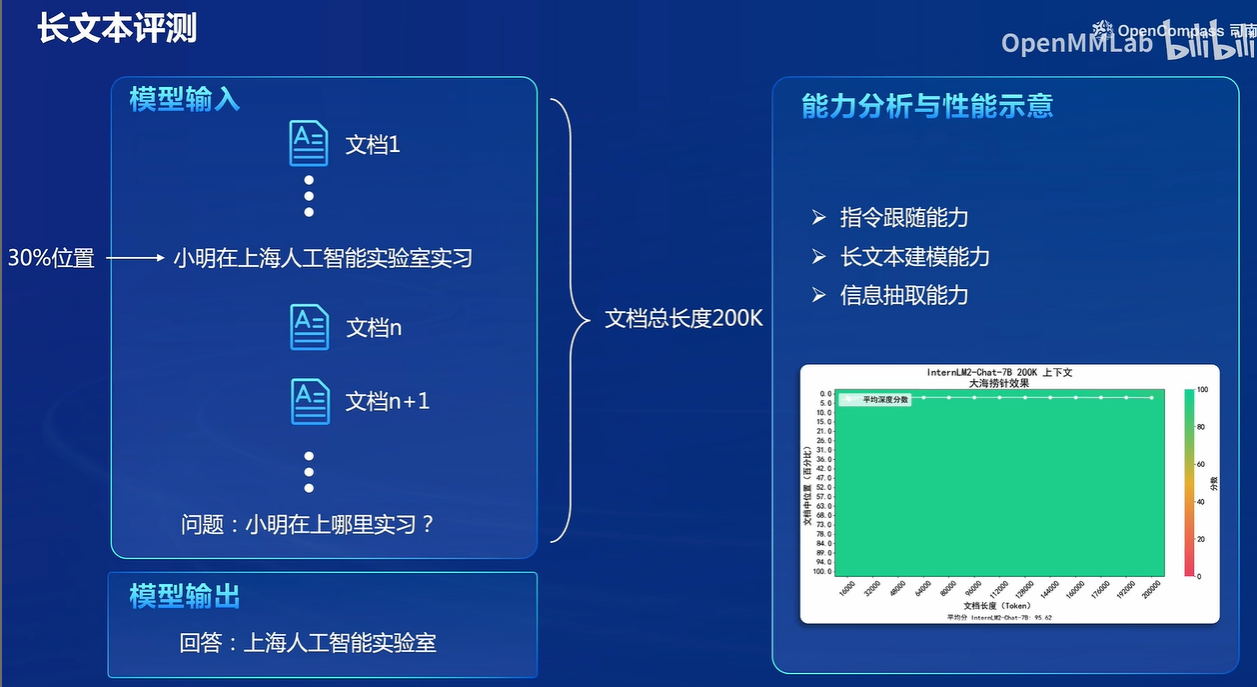 长文本评测
OpenCompass 司南
OpenMMLab bilibili
模型输入
文档1
30%位置
小明在上海人工智能实验室实习
文档n
文档n+1
问题：小明在上哪里实习？
文档总长度200K
模型输出
回答：上海人工智能实验室
能力分析与性能示意
指令跟随能力
长文本建模能力
信息抽取能力
InternLM2-Chat-7B 200K 上下文
大海捞针效果
平均深度分数
文档中位置（百分比）
0.0
5.0
10.0
15.0
21.0
26.0
31.0
36.0
42.0
47.0
52.0
57.0
63.0
68.0
73.0
78.0
84.0
89.0
94.0
100.0
16000
32000
48000
64000
80000
96000
112000
128000
144000
160000
176000
192000
200000
文档长度（Token）
平均分 InternLM2-Chat-7B: 95.62
100
80
60
40
20
0
分数